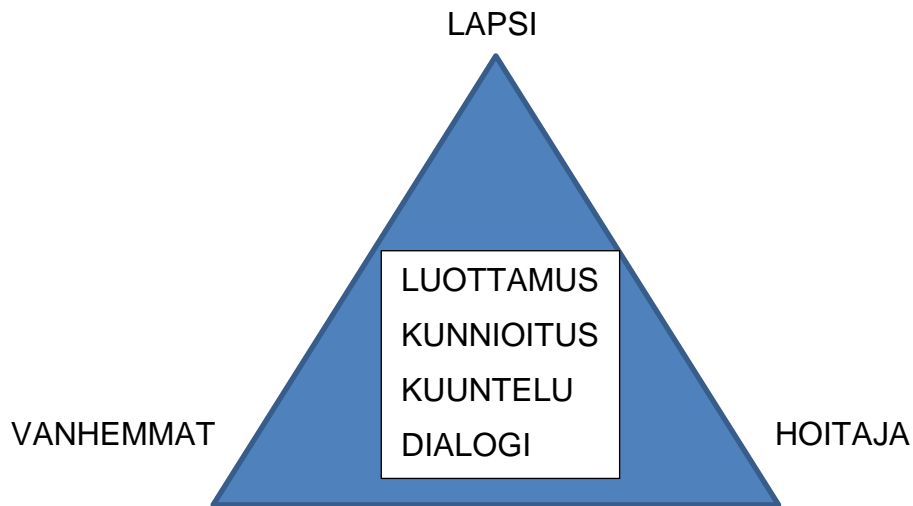 LAPSI
LUOTTAMUS
KUNNIOITUS
KUUNTELU
VANHEMMAT
HOITAJA
DIALOGI